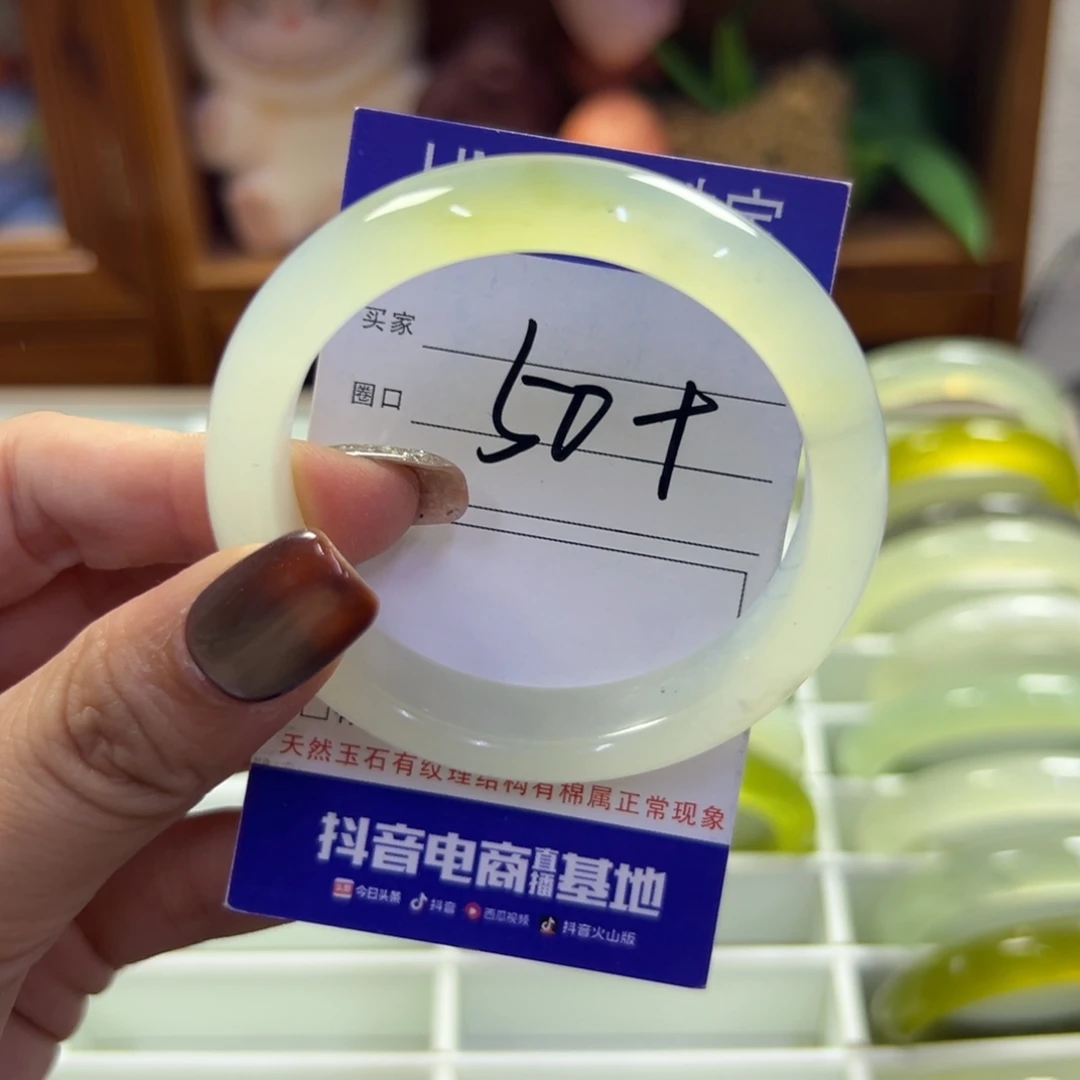 买家
圈口
50+
天然玉石有纹理结构有棉属正常现象
抖音电商直播基地
今日头条 抖音 西瓜视频 抖音火山版